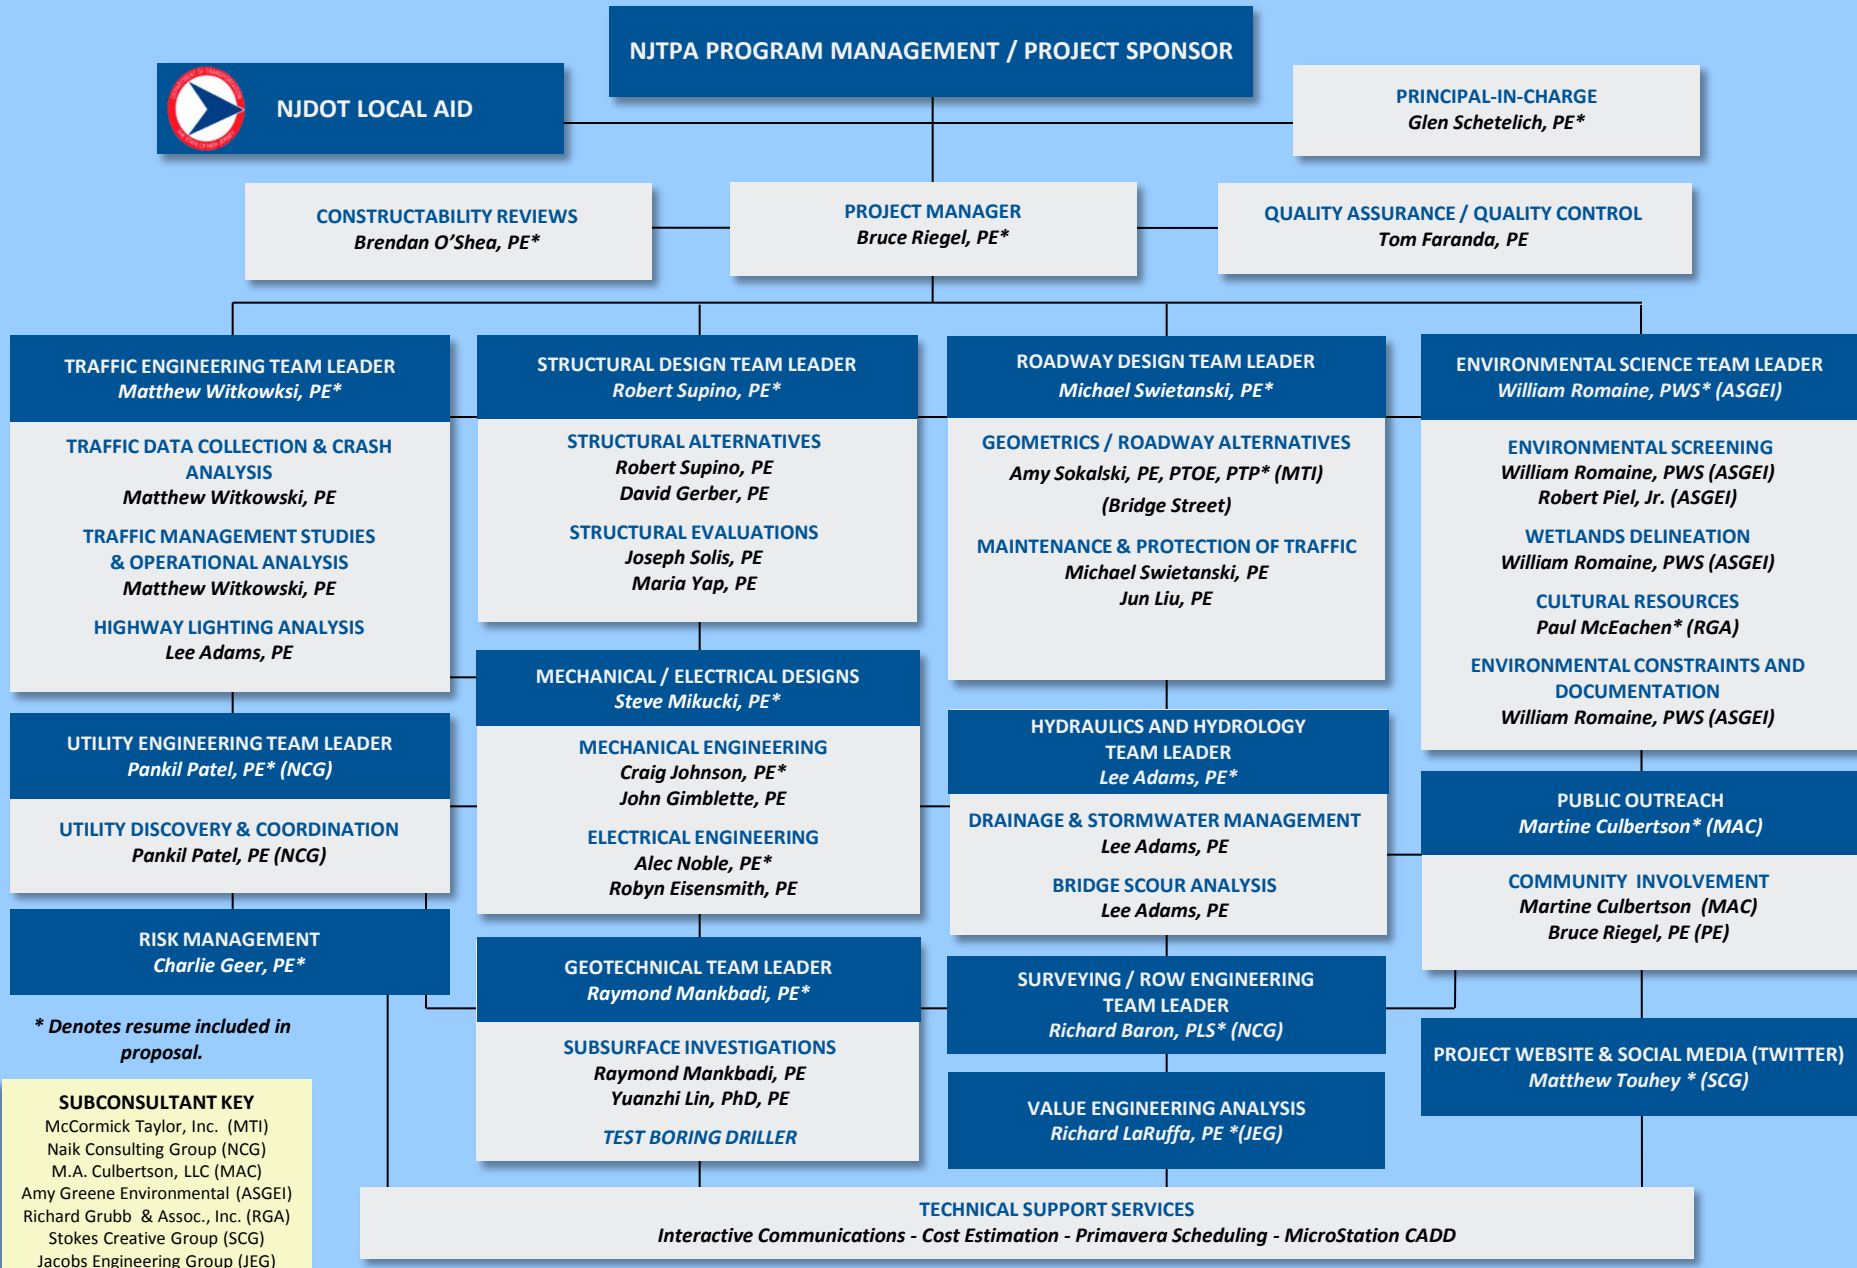 NJTPA PROGRAM MANAGEMENT / PROJECT SPONSOR
NJDOT LOCAL AID
PRINCIPAL-IN-CHARGE
Glen Schetelich, PE*
CONSTRUCTABILITY REVIEWS
Brendan O’Shea, PE*
PROJECT MANAGER
Bruce Riegel, PE*
QUALITY ASSURANCE / QUALITY CONTROL
Tom Faranda, PE
TRAFFIC ENGINEERING TEAM LEADER
Matthew Witkowksi, PE*
TRAFFIC DATA COLLECTION & CRASH
ANALYSIS
Matthew Witkowski, PE
TRAFFIC MANAGEMENT STUDIES
& OPERATIONAL ANALYSIS
Matthew Witkowski, PE
HIGHWAY LIGHTING ANALYSIS
Lee Adams, PE
UTILITY ENGINEERING TEAM LEADER
Pankil Patel, PE* (NCG)
UTILITY DISCOVERY & COORDINATION
Pankil Patel, PE (NCG)
RISK MANAGEMENT
Charlie Geer, PE*
* Denotes resume included in
proposal.
SUBCONSULTANT KEY
McCormick Taylor, Inc. (MTI)
Naik Consulting Group (NCG)
M.A. Culbertson, LLC (MAC)
Amy Greene Environmental (ASGEI)
Richard Grubb & Assoc., Inc. (RGA)
Stokes Creative Group (SCG)
Jacobs Engineering Group (JEG)
STRUCTURAL DESIGN TEAM LEADER
Robert Supino, PE*
STRUCTURAL ALTERNATIVES
Robert Supino, PE
David Gerber, PE
STRUCTURAL EVALUATIONS
Joseph Solis, PE
Maria Yap, PE
MECHANICAL / ELECTRICAL DESIGNS
Steve Mikucki, PE*
MECHANICAL ENGINEERING
Craig Johnson, PE*
John Gimblette, PE
ELECTRICAL ENGINEERING
Alec Noble, PE*
Robyn Eisensmith, PE
GEOTECHNICAL TEAM LEADER
Raymond Mankbadi, PE*
SUBSURFACE INVESTIGATIONS
Raymond Mankbadi, PE
Yuanzhi Lin, PhD, PE
TEST BORING DRILLER
ROADWAY DESIGN TEAM LEADER
Michael Swietanski, PE*
GEOMETRICS / ROADWAY ALTERNATIVES
Amy Sokalski, PE, PTOE, PTP* (MTI)
(Bridge Street)
MAINTENANCE & PROTECTION OF TRAFFIC
Michael Swietanski, PE
Jun Liu, PE
HYDRAULICS AND HYDROLOGY
TEAM LEADER
Lee Adams, PE*
DRAINAGE & STORMWATER MANAGEMENT
Lee Adams, PE
BRIDGE SCOUR ANALYSIS
Lee Adams, PE
SURVEYING / ROW ENGINEERING
TEAM LEADER
Richard Baron, PLS* (NCG)
VALUE ENGINEERING ANALYSIS
Richard LaRuffa, PE *(JEG)
ENVIRONMENTAL SCIENCE TEAM LEADER
William Romaine, PWS* (ASGEI)
ENVIRONMENTAL SCREENING
William Romaine, PWS (ASGEI)
Robert Piel, Jr. (ASGEI)
WETLANDS DELINEATION
William Romaine, PWS (ASGEI)
CULTURAL RESOURCES
Paul McEachen* (RGA)
ENVIRONMENTAL CONSTRAINTS AND
DOCUMENTATION
William Romaine, PWS (ASGEI)
PUBLIC OUTREACH
Martine Culbertson* (MAC)
COMMUNITY INVOLVEMENT
Martine Culbertson (MAC)
Bruce Riegel, PE (PE)
PROJECT WEBSITE & SOCIAL MEDIA (TWITTER)
Matthew Touhey * (SCG)
TECHNICAL SUPPORT SERVICES
Interactive Communications - Cost Estimation - Primavera Scheduling - MicroStation CADD